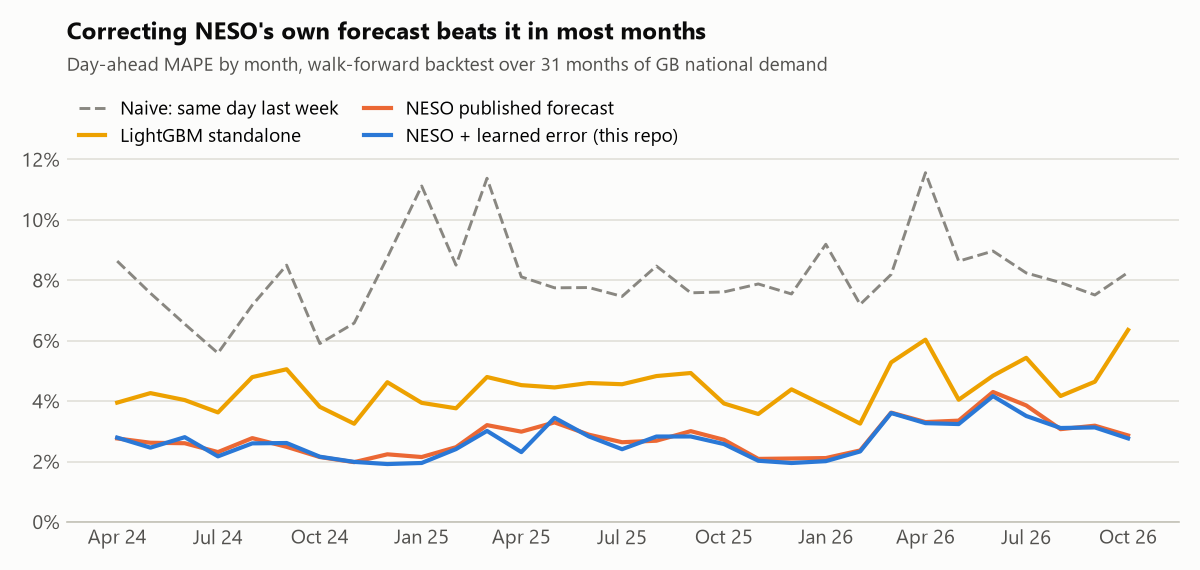 Correcting NESO's own forecast beats it in most months
Day-ahead MAPE by month, walk-forward backtest over 31 months of GB national demand
Naive: same day last week
NESO published forecast
LightGBM standalone
NESO + learned error (this repo)
12%
10%
8%
6%
4%
2%
0%
Apr 24 Jul 24 Oct 24 Jan 25 Apr 25 Jul 25 Oct 25 Jan 26 Apr 26 Jul 26 Oct 26